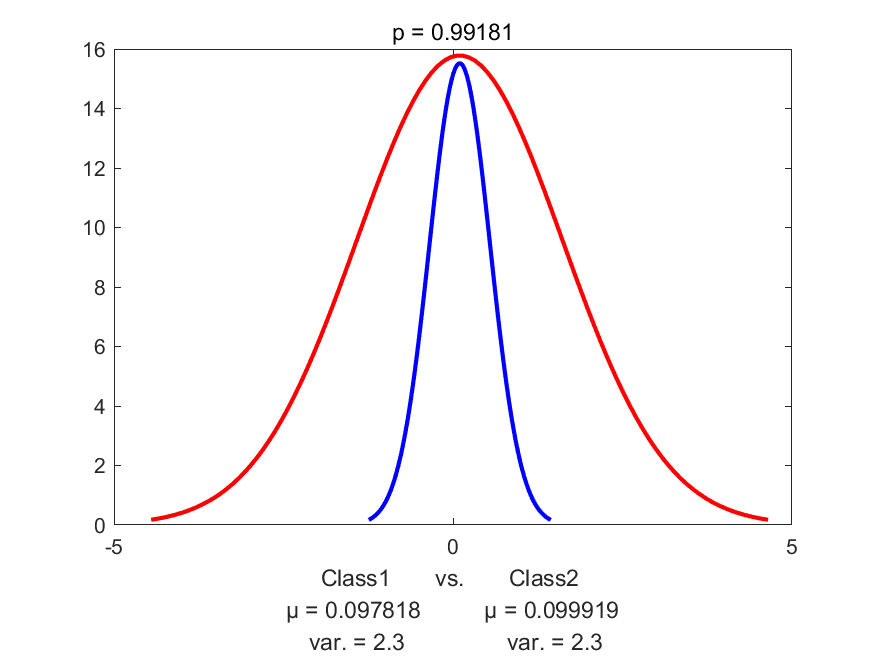 p = 0.99181
16
14
12
10
8
6
4
2
0
-5 0 5
Class1 vs. Class2
μ = 0.097818 μ = 0.099919
var. = 2.3 var. = 2.3